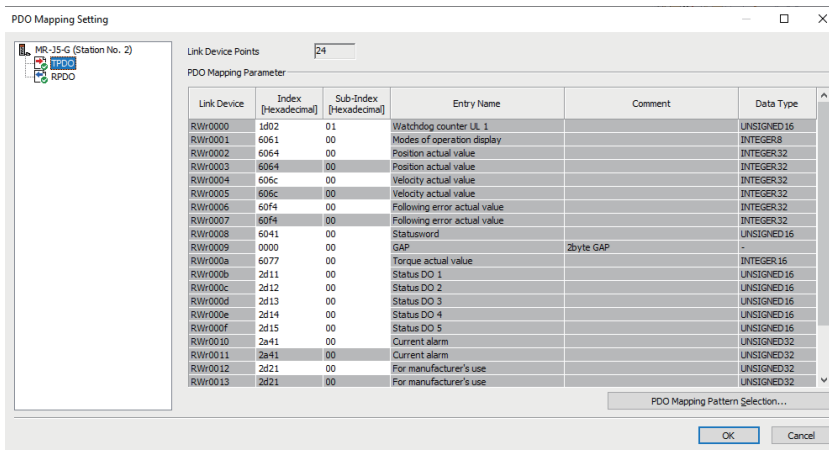 PDO Mapping Setting
MR-J5-G (Station No. 2)
TPDO
RPDO
Link Device Points 24
PDO Mapping Parameter
Link Device Index [Hexadecimal] Sub-Index [Hexadecimal] Entry Name Comment Data Type
RWr0000 1d02 01 Watchdog counter UL 1 UNSIGNED16
RWr0001 6061 00 Modes of operation display INTEGER8
RWr0002 6064 00 Position actual value INTEGER32
RWr0003 6064 00 Position actual value INTEGER32
RWr0004 606c 00 Velocity actual value INTEGER32
RWr0005 606c 00 Velocity actual value INTEGER32
RWr0006 60f4 00 Following error actual value INTEGER32
RWr0007 60f4 00 Following error actual value INTEGER32
RWr0008 6041 00 Statusword UNSIGNED16
RWr0009 0000 00 GAP 2byte GAP -
RWr000a 6077 00 Torque actual value INTEGER16
RWr000b 2d11 00 Status DO 1 UNSIGNED16
RWr000c 2d12 00 Status DO 2 UNSIGNED16
RWr000d 2d13 00 Status DO 3 UNSIGNED16
RWr000e 2d14 00 Status DO 4 UNSIGNED16
RWr000f 2d15 00 Status DO 5 UNSIGNED16
RWr0010 2a41 00 Current alarm UNSIGNED32
RWr0011 2a41 00 Current alarm UNSIGNED32
RWr0012 2d21 00 For manufacturer's use UNSIGNED32
RWr0013 2d21 00 For manufacturer's use UNSIGNED32
PDO Mapping Pattern Selection...
OK Cancel